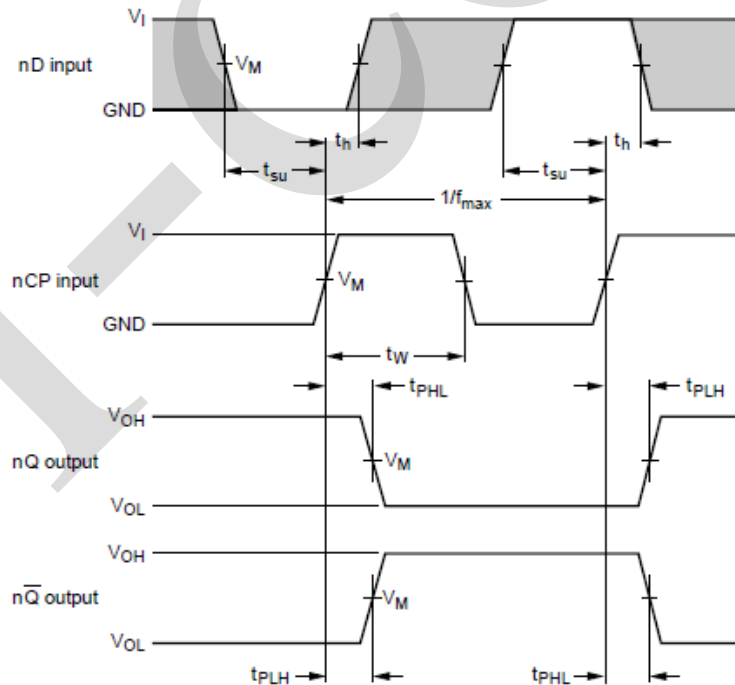 VI
nD input
VM
GND
th
th
tsu
tsu
1/fmax
VI
nCP input
VM
GND
tW
tPHL
tPLH
VOH
nQ output
VM
VOL
VOH
nQ̅ output
VM
VOL
tPLH
tPHL